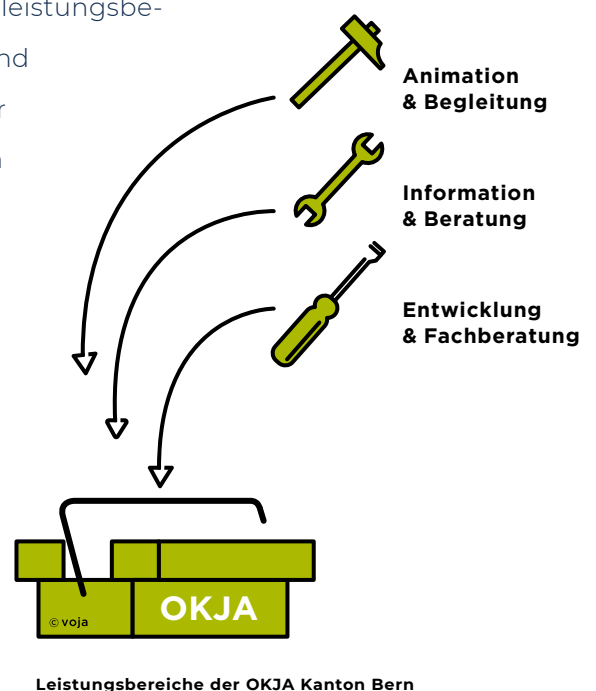 leistungsbe-
nd
r
Animation
& Begleitung
Information
& Beratung
Entwicklung
& Fachberatung
OKJA
© voja
Leistungsbereiche der OKJA Kanton Bern